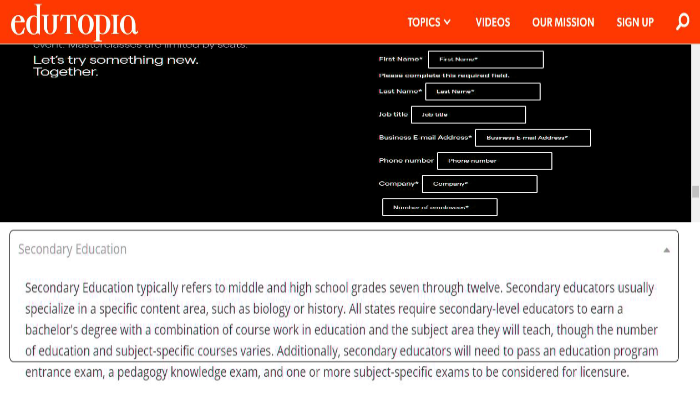 edutopia
TOPICS VIDEOS OUR MISSION SIGN UP
event. Masterclasses are limited by seats.
Let's try something new.
Together.
First Name* First Name*
Please complete this required field.
Last Name* Last Name*
Job title Job title
Business E-mail Address* Business E-mail Address*
Phone number Phone number
Company* Company*
Number of employees*
Secondary Education
Secondary Education typically refers to middle and high school grades seven through twelve. Secondary educators usually
specialize in a specific content area, such as biology or history. All states require secondary-level educators to earn a
bachelor's degree with a combination of course work in education and the subject area they will teach, though the number
of education and subject-specific courses varies. Additionally, secondary educators will need to pass an education program
entrance exam, a pedagogy knowledge exam, and one or more subject-specific exams to be considered for licensure.